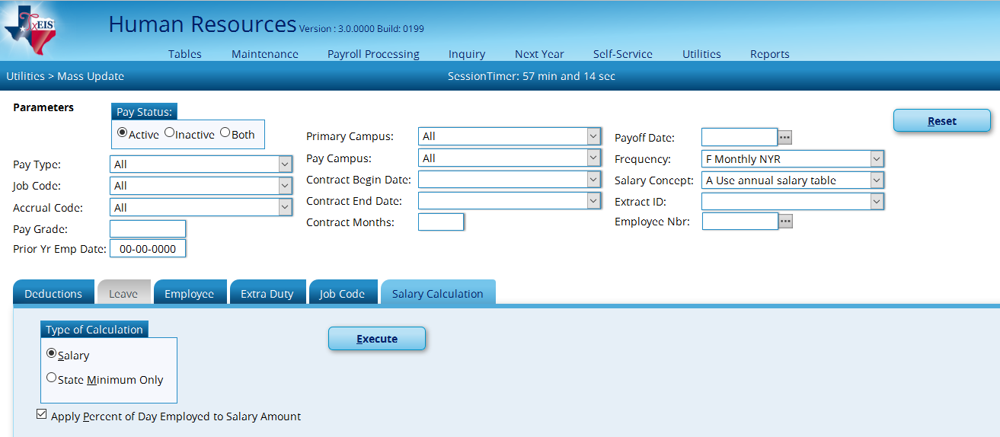 TxEIS
Human Resources Version : 3.0.0000 Build: 0199
Tables Maintenance Payroll Processing Inquiry Next Year Self-Service Utilities Reports
Utilities > Mass Update SessionTimer: 57 min and 14 sec
Parameters
Pay Status:
Active Inactive Both
Pay Type: All
Job Code: All
Accrual Code: All
Pay Grade:
Prior Yr Emp Date: 00-00-0000
Primary Campus: All
Pay Campus: All
Contract Begin Date:
Contract End Date:
Contract Months:
Payoff Date:
Frequency: F Monthly NYR
Salary Concept: A Use annual salary table
Extract ID:
Employee Nbr:
Reset
Deductions Leave Employee Extra Duty Job Code Salary Calculation
Type of Calculation
Salary
State Minimum Only
Execute
Apply Percent of Day Employed to Salary Amount